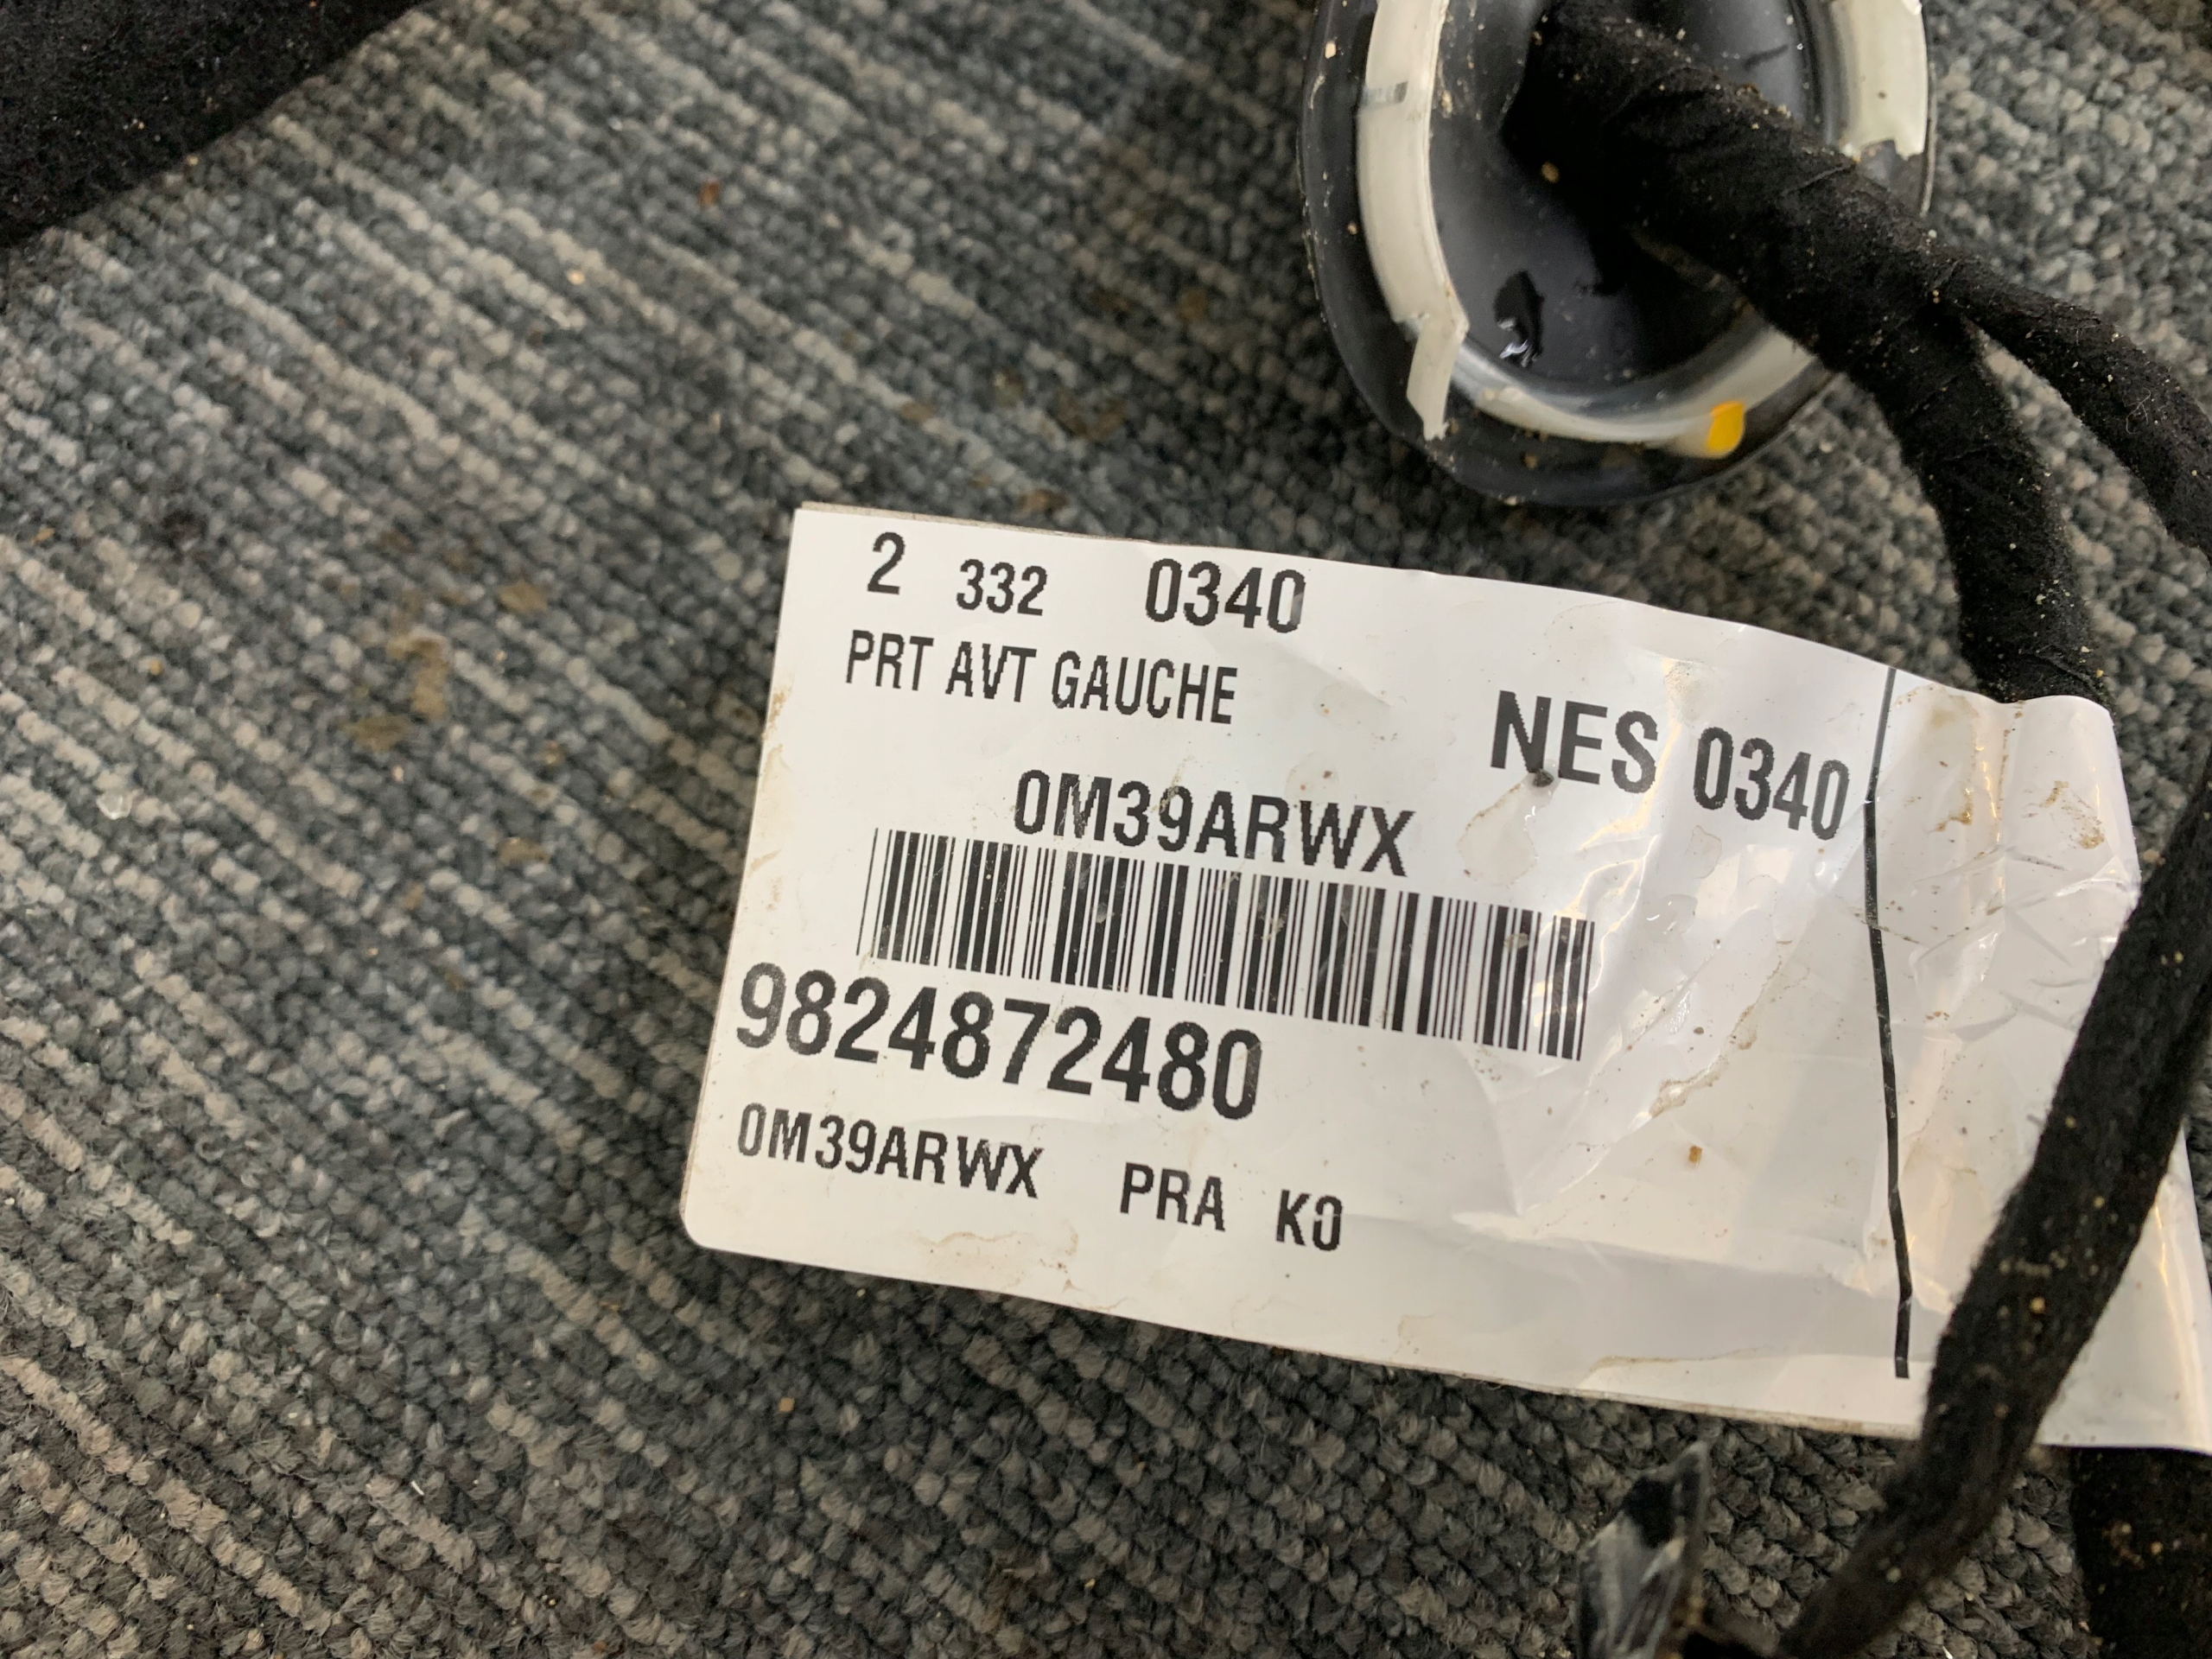 2 332 0340
PRT AVT GAUCHE
NES 0340
0M39ARWX
9824872480
0M39ARWX PRA K0